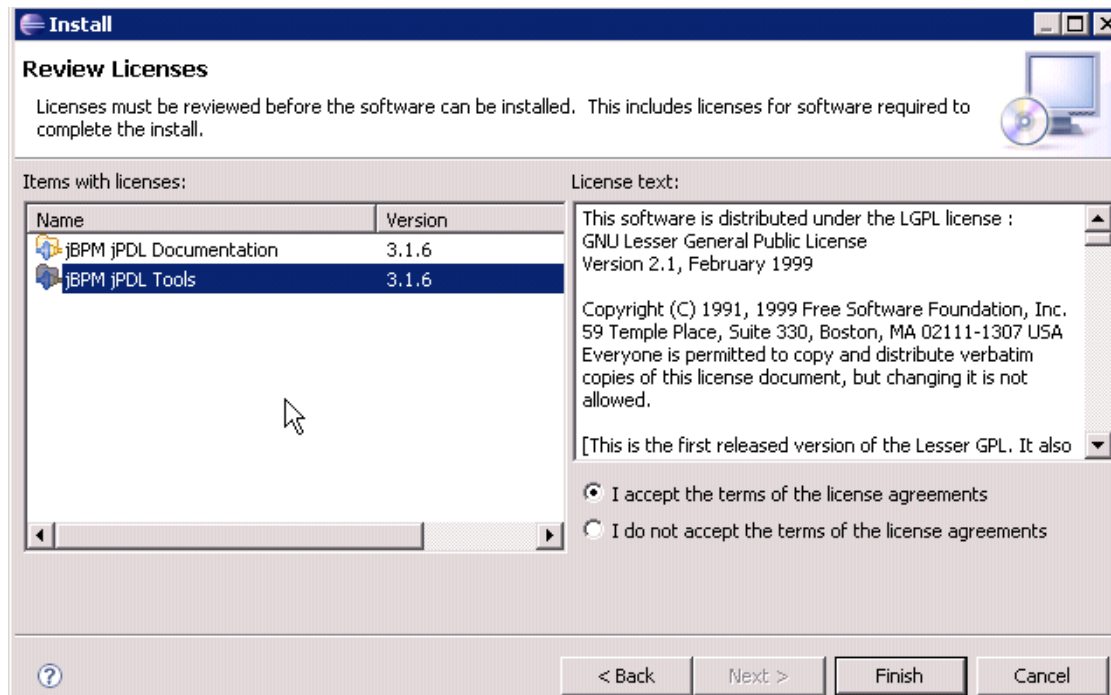 Install
Review Licenses
Licenses must be reviewed before the software can be installed.  This includes licenses for software required to
complete the install.
Items with licenses:
Name Version
jBPM jPDL Documentation 3.1.6
jBPM jPDL Tools 3.1.6
License text:
This software is distributed under the LGPL license :
GNU Lesser General Public License
Version 2.1, February 1999
Copyright (C) 1991, 1999 Free Software Foundation, Inc.
59 Temple Place, Suite 330, Boston, MA 02111-1307 USA
Everyone is permitted to copy and distribute verbatim
copies of this license document, but changing it is not
allowed.
[This is the first released version of the Lesser GPL. It also
I accept the terms of the license agreements
I do not accept the terms of the license agreements
?
< Back Next > Finish Cancel